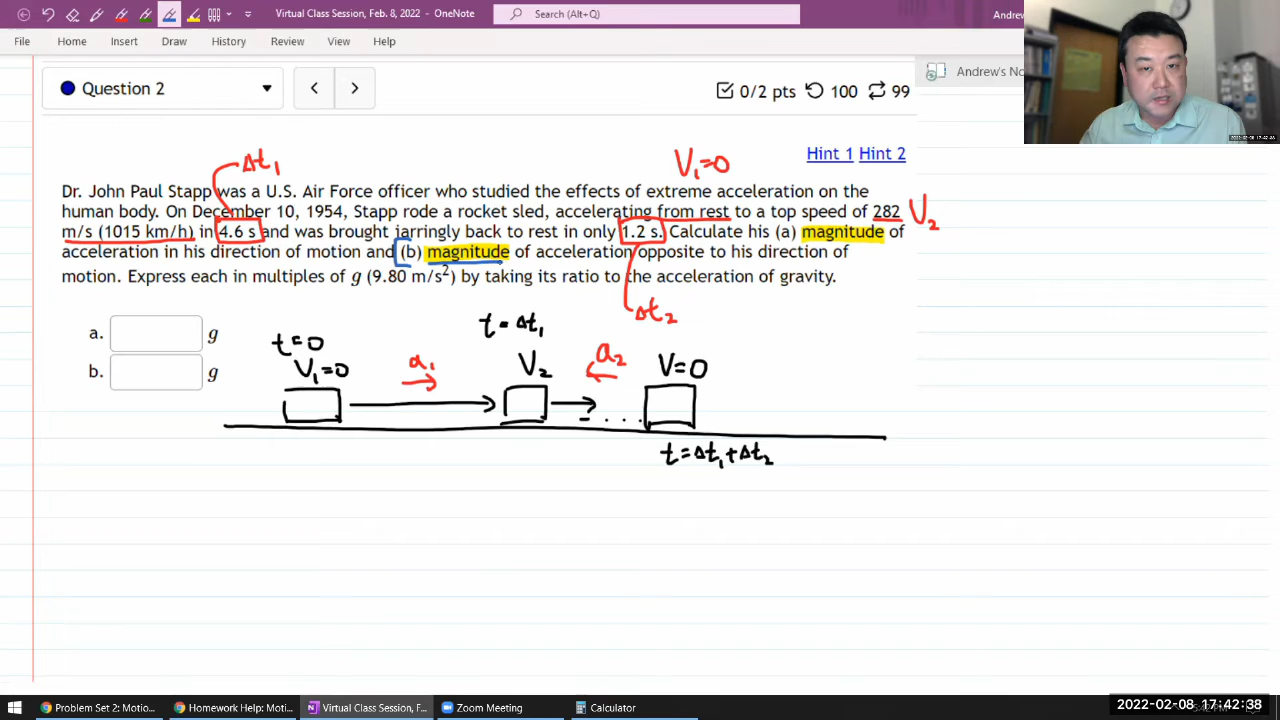 Virtual Class Session, Feb. 8, 2022 - OneNote
Search (Alt+Q)
Andrew
File Home Insert Draw History Review View Help
Question 2
0/2 pts 100 99
Andrew's No
2022-02-08 17:42:38
Hint 1 Hint 2
Δt₁
V₁=0
Dr. John Paul Stapp was a U.S. Air Force officer who studied the effects of extreme acceleration on the
human body. On December 10, 1954, Stapp rode a rocket sled, accelerating from rest to a top speed of 282
V₂
m/s (1015 km/h) in 4.6 s and was brought jarringly back to rest in only 1.2 s. Calculate his (a) magnitude of
acceleration in his direction of motion and (b) magnitude of acceleration opposite to his direction of
motion. Express each in multiples of g (9.80 m/s²) by taking its ratio to the acceleration of gravity.
Δt₂
a. g
b. g
t=0
V₁=0
a₁
t=Δt₁
V₂
a₂
V=0
t=Δt₁+Δt₂
Problem Set 2: Motio...
Homework Help: Motio...
Virtual Class Session, F...
Zoom Meeting
Calculator
2022-02-08 17:42:38